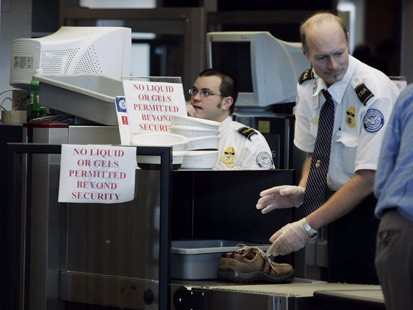 NO LIQUID
OR GELS
PERMITTED
BEYOND
SECURITY
NO LIQUID
OR GELS
PERMITTED
BEYOND
SECURITY